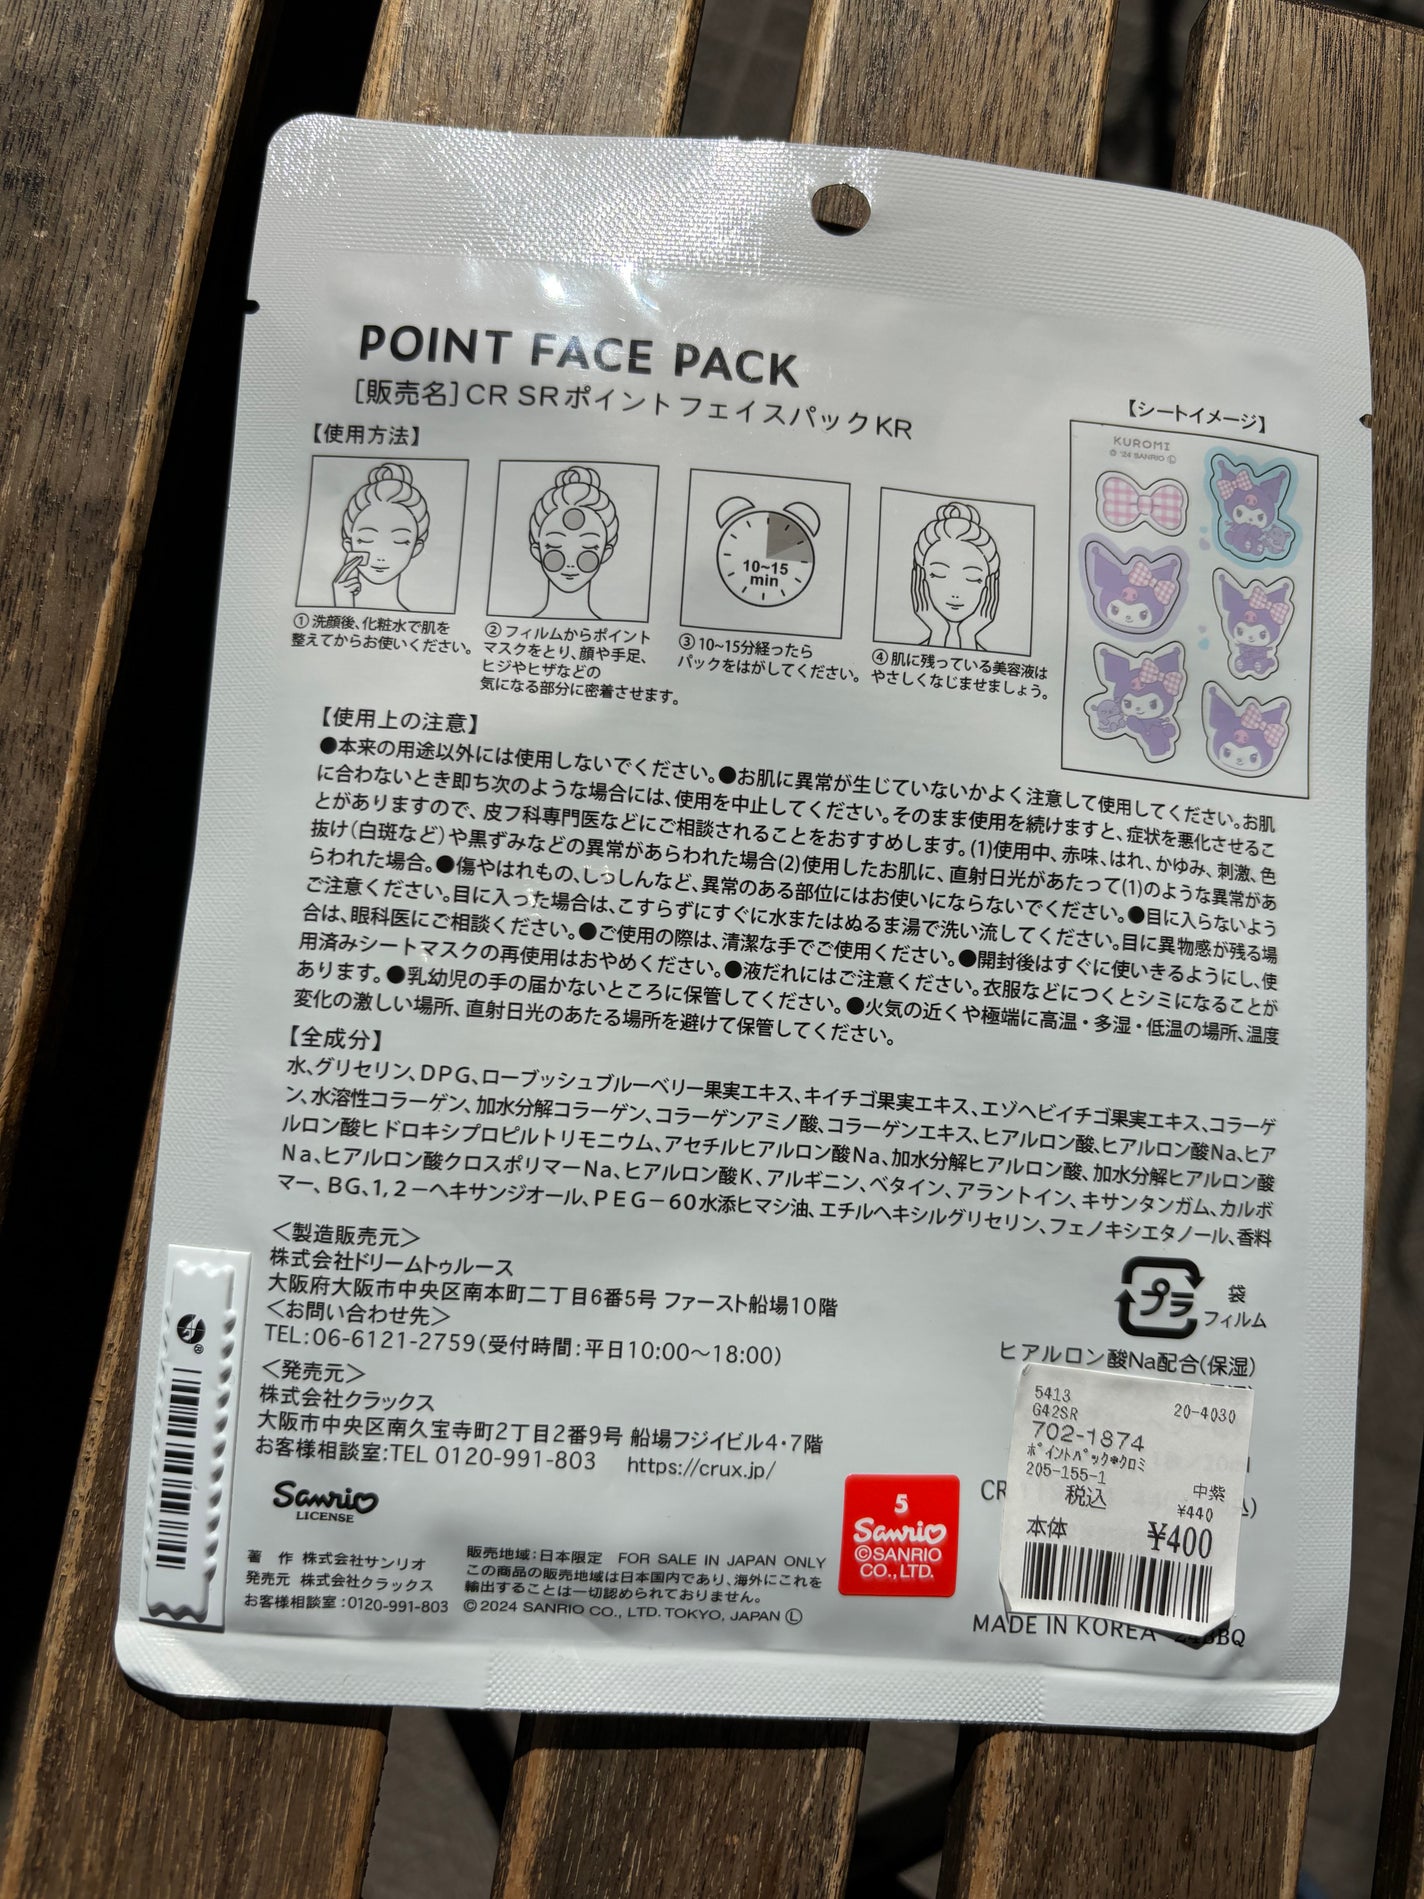 POINT FACE PACK
[販売名]CR SRポイントフェイスパックKR
【使用方法】
【シートイメージ】
KUROMI
© '24 SANRIO Ⓛ
10~15
min
①洗顔後、化粧水で肌を
整えてからお使いください。
②フィルムからポイント
マスクをとり、顔や手足、
ヒジやヒザなどの
気になる部分に密着させます。
③10~15分経ったら
パックをはがしてください。
④肌に残っている美容液は
やさしくなじませましょう。
【使用上の注意】
●本来の用途以外には使用しないでください。●お肌に異常が生じていないかよく注意して使用してください。お肌
に合わないとき即ち次のような場合には、使用を中止してください。そのまま使用を続けますと、症状を悪化させるこ
とがありますので、皮フ科専門医などにご相談されることをおすすめします。(1)使用中、赤味、はれ、かゆみ、刺激、色
抜け(白斑など)や黒ずみなどの異常があらわれた場合(2)使用したお肌に、直射日光があたって(1)のような異常があ
らわれた場合。●傷やはれもの、しっしんなど、異常のある部位にはお使いにならないでください。●目に入らないよう
ご注意ください。目に入った場合は、こすらずにすぐに水またはぬるま湯で洗い流してください。目に異物感が残る場
合は、眼科医にご相談ください。●ご使用の際は、清潔な手でご使用ください。●開封後はすぐに使いきるようにし、使
用済みシートマスクの再使用はおやめください。●液だれにはご注意ください。衣服などにつくとシミになることが
あります。●乳幼児の手の届かないところに保管してください。●火気の近くや極端に高温・多湿・低温の場所、温度
変化の激しい場所、直射日光のあたる場所を避けて保管してください。
【全成分】
水、グリセリン、DPG、ローブッシュブルーベリー果実エキス、キイチゴ果実エキス、エゾヘビイチゴ果実エキス、コラーゲ
ン、水溶性コラーゲン、加水分解コラーゲン、コラーゲンアミノ酸、コラーゲンエキス、ヒアルロン酸、ヒアルロン酸Na、ヒア
ルロン酸ヒドロキシプロピルトリモニウム、アセチルヒアルロン酸Na、加水分解ヒアルロン酸、加水分解ヒアルロン酸
Na、ヒアルロン酸クロスポリマーNa、ヒアルロン酸K、アルギニン、ベタイン、アラントイン、キサンタンガム、カルボ
マー、BG、1,2－ヘキサンジオール、PEG－60水添ヒマシ油、エチルヘキシルグリセリン、フェノキシエタノール、香料
＜製造販売元＞
株式会社ドリームトゥルース
大阪府大阪市中央区南本町二丁目6番5号 ファースト船場10階
＜お問い合わせ先＞
TEL:06-6121-2759(受付時間:平日10:00～18:00)
＜発売元＞
株式会社クラックス
大阪市中央区南久宝寺町2丁目2番9号 船場フジイビル4・7階
お客様相談室:TEL 0120-991-803 https://crux.jp/
プラ
袋
フィルム
ヒアルロン酸Na配合(保湿)
5413
G42SR 20-4030
702-1874
ﾎﾟｲﾝﾄﾊﾟｯｸ*ｸﾛﾐ
205-155-1
税込 中紫
¥440
本体 ¥400
CR
MADE IN KOREA
Sanrio
LICENSE
著 作 株式会社サンリオ
発売元 株式会社クラックス
お客様相談室:0120-991-803
販売地域:日本限定 FOR SALE IN JAPAN ONLY
この商品の販売地域は日本国内であり、海外にこれを
輸出することは一切認められておりません。
©2024 SANRIO CO., LTD. TOKYO, JAPAN Ⓛ
5
Sanrio
©SANRIO
CO., LTD.